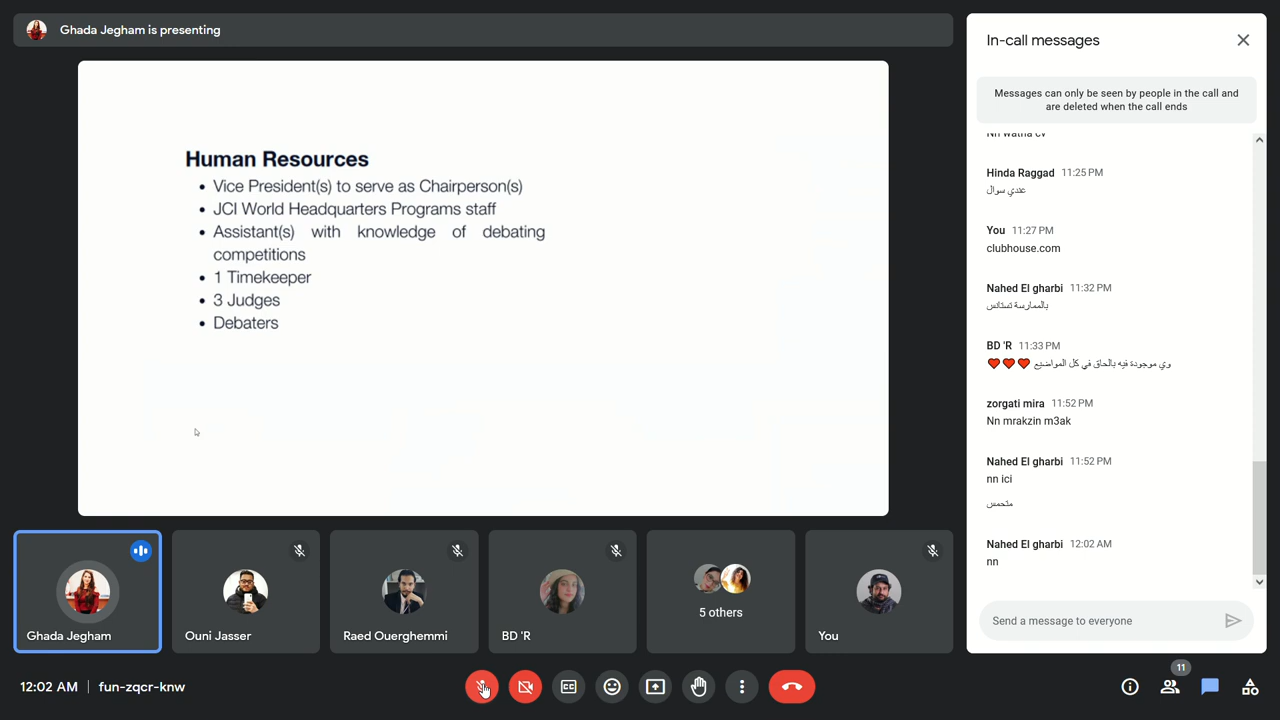 Ghada Jegham is presenting
Human Resources
• Vice President(s) to serve as Chairperson(s)
• JCI World Headquarters Programs staff
• Assistant(s) with knowledge of debating
competitions
• 1 Timekeeper
• 3 Judges
• Debaters
Ghada Jegham
Ouni Jasser
Raed Ouerghemmi
BD 'R
5 others
You
12:02 AM | fun-zqcr-knw
In-call messages
Messages can only be seen by people in the call and
are deleted when the call ends
Hinda Raggad 11:25 PM
عندي سوال
You 11:27 PM
clubhouse.com
Nahed El gharbi 11:32 PM
بالممارسة تستانس
BD 'R 11:33 PM
وي موجودة فيه بالحاق في كل المواضيع ❤️❤️❤️
zorgati mira 11:52 PM
Nn mrakzin m3ak
Nahed El gharbi 11:52 PM
nn ici
متحمس
Nahed El gharbi 12:02 AM
nn
Send a message to everyone
11